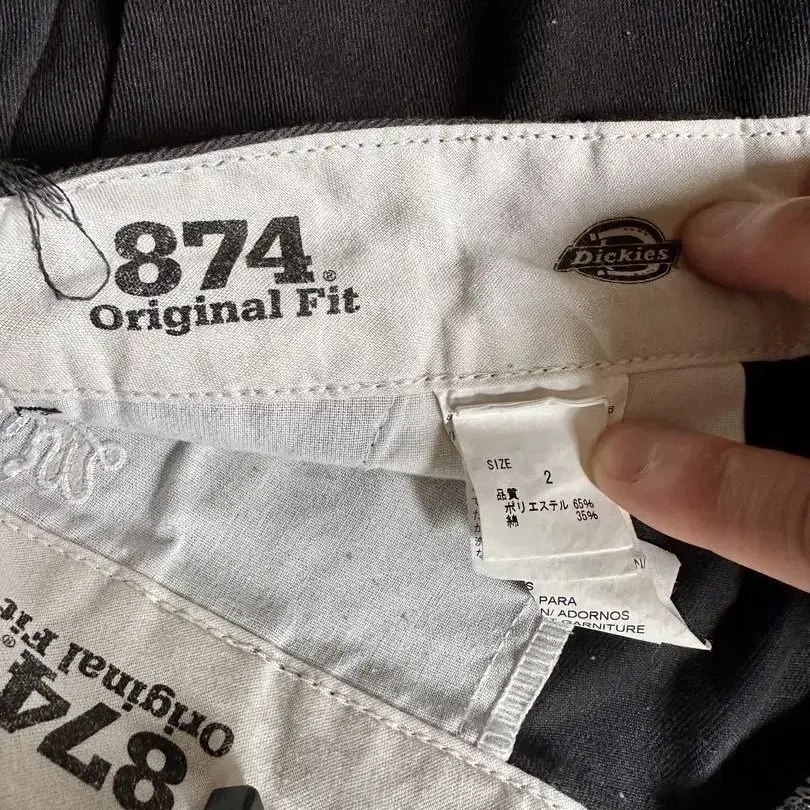 874®
Original Fit
Dickies
SIZE
2
品質
ポリエステル 65%
綿 35%
PARA
N/ ADORNOS
GARNITURE
874®
Original Fit